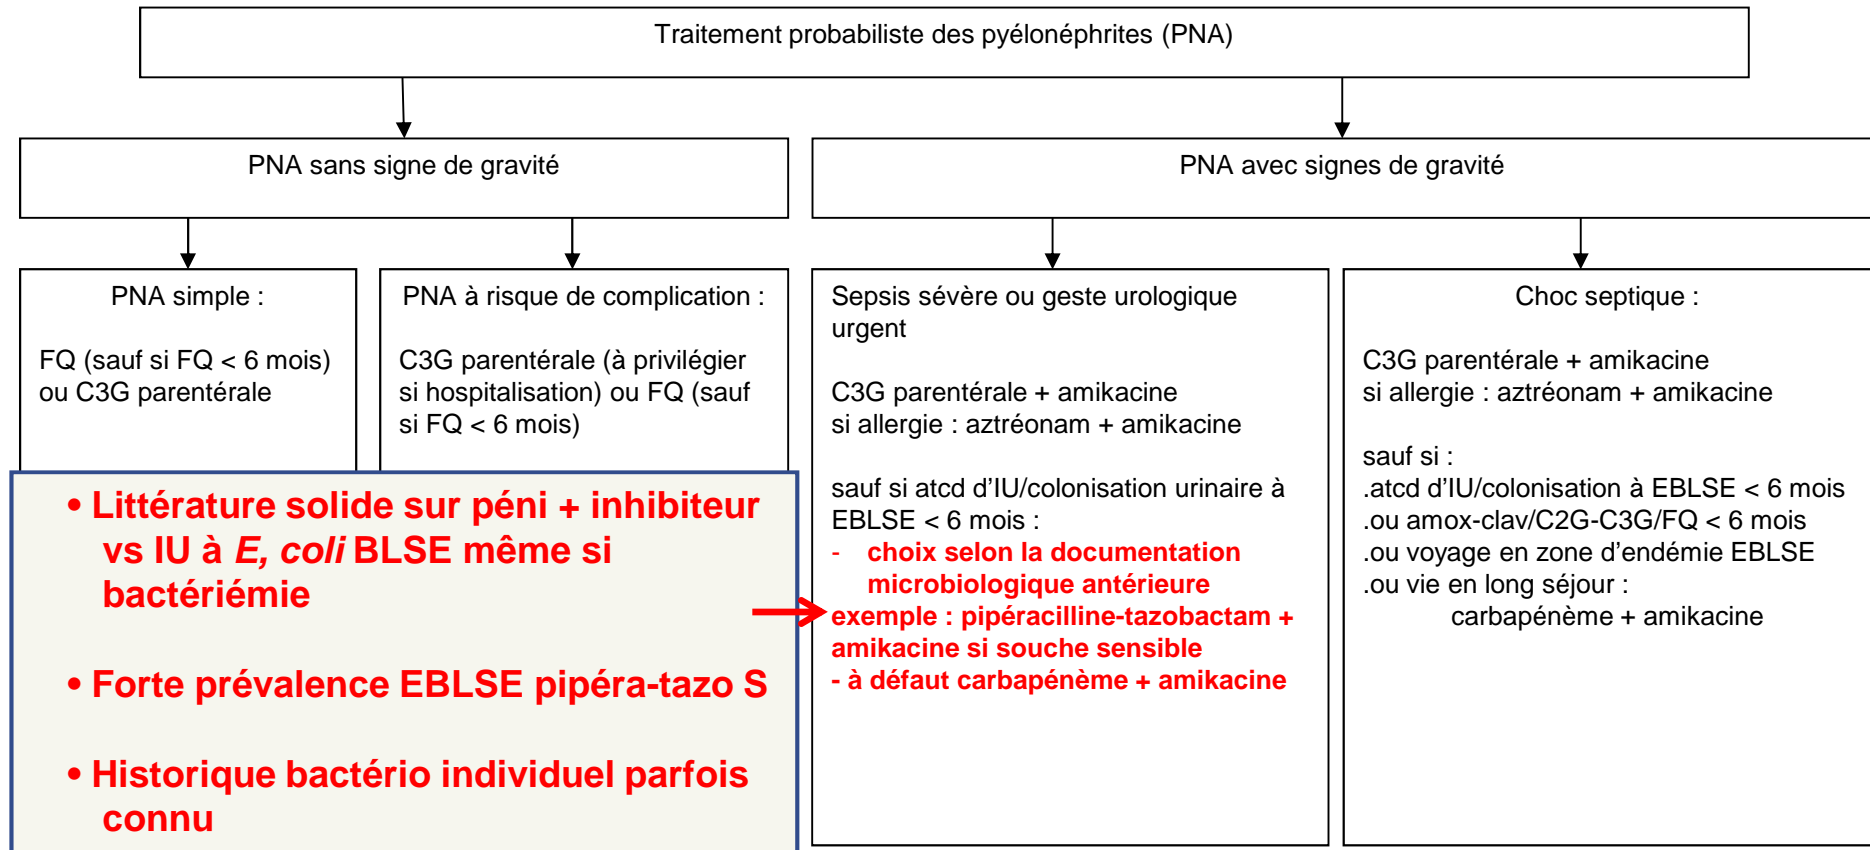 Traitement probabiliste des pyélonéphrites (PNA)
PNA sans signe de gravité
PNA avec signes de gravité
PNA simple :
FQ (sauf si FQ < 6 mois)
ou C3G parentérale
PNA à risque de complication :
C3G parentérale (à privilégier
si hospitalisation) ou FQ (sauf
si FQ < 6 mois)
• Littérature solide sur péni + inhibiteur
vs IU à E, coli BLSE même si
bactériémie
• Forte prévalence EBLSE pipéra-tazo S
• Historique bactério individuel parfois
connu
Sepsis sévère ou geste urologique
urgent
C3G parentérale + amikacine
si allergie : aztréonam + amikacine
sauf si atcd d'IU/colonisation urinaire à
EBLSE < 6 mois :
- choix selon la documentation
microbiologique antérieure
exemple : pipéracilline-tazobactam +
amikacine si souche sensible
- à défaut carbapénème + amikacine
Choc septique :
C3G parentérale + amikacine
si allergie : aztréonam + amikacine
sauf si :
.atcd d'IU/colonisation à EBLSE < 6 mois
.ou amox-clav/C2G-C3G/FQ < 6 mois
.ou voyage en zone d'endémie EBLSE
.ou vie en long séjour :
carbapénème + amikacine